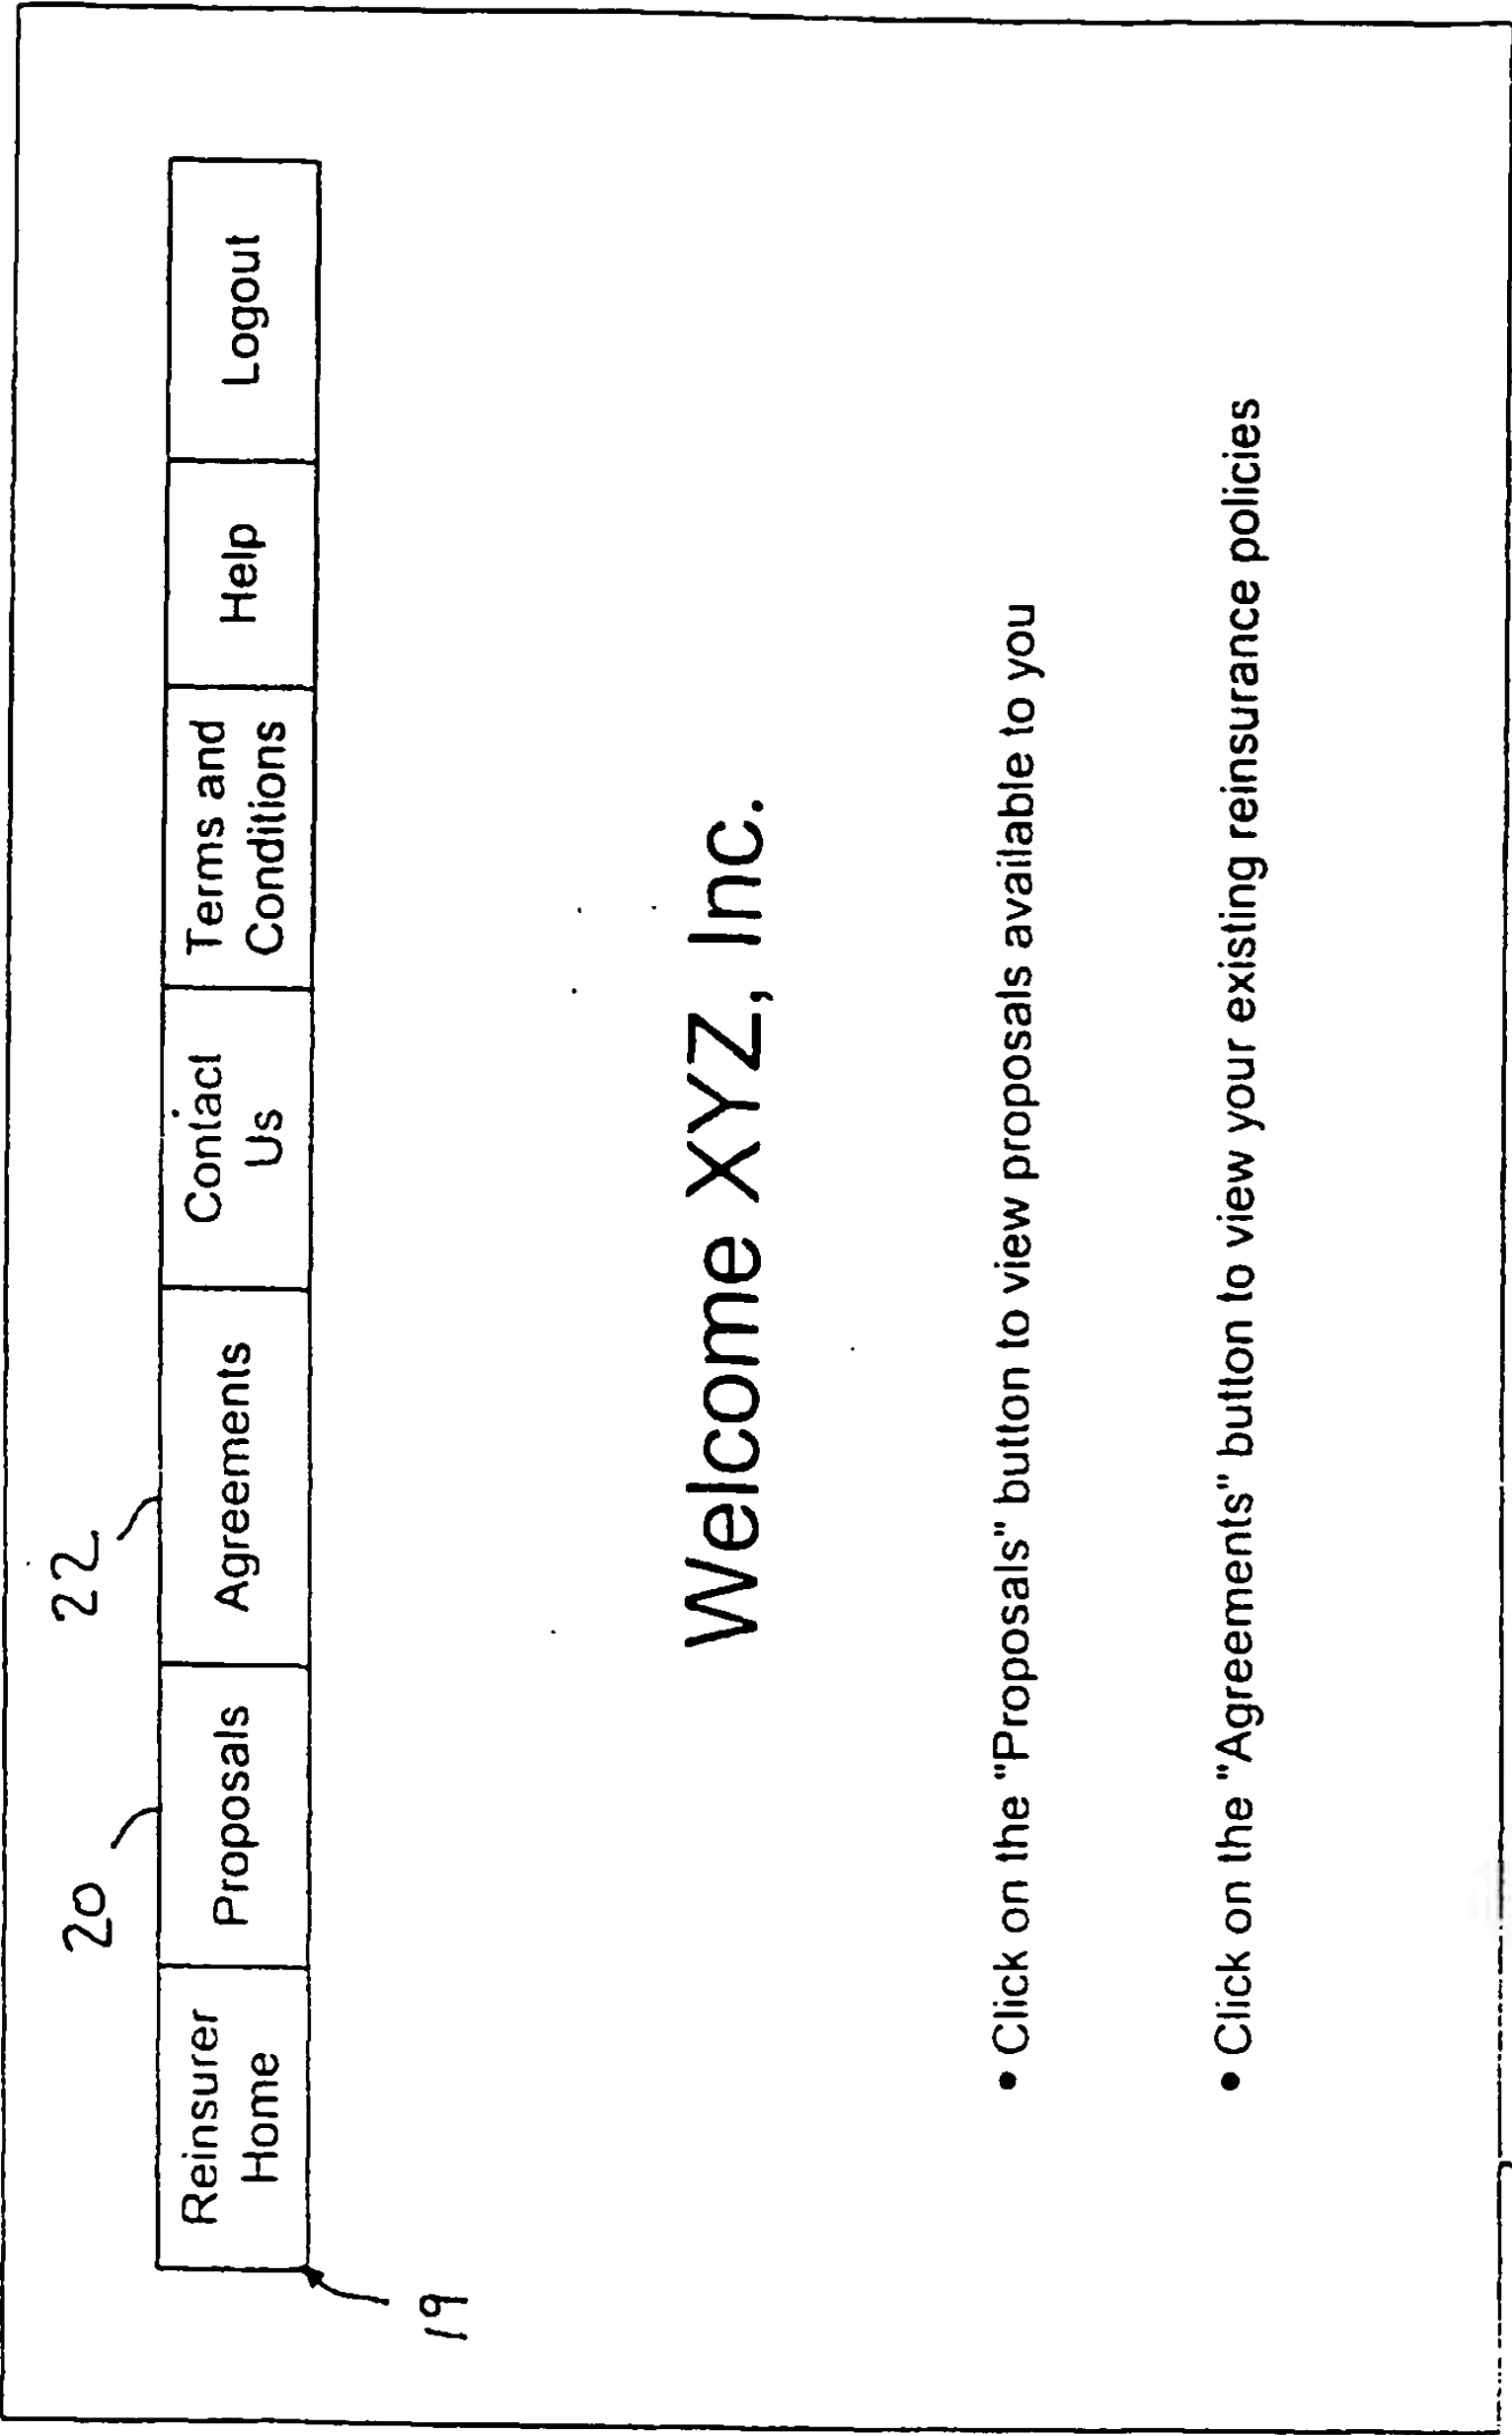 22
20
Reinsurer Home
Proposals
Agreements
Contact Us
Terms and Conditions
Help
Logout
19
Welcome XYZ, Inc.
• Click on the "Proposals" button to view proposals available to you
• Click on the "Agreements" button to view your existing reinsurance policies